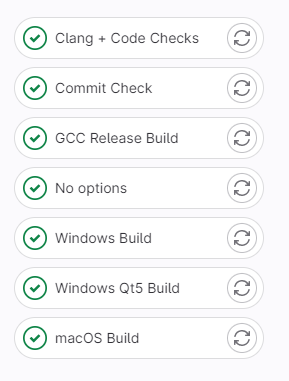 Clang + Code Checks
Commit Check
GCC Release Build
No options
Windows Build
Windows Qt5 Build
macOS Build